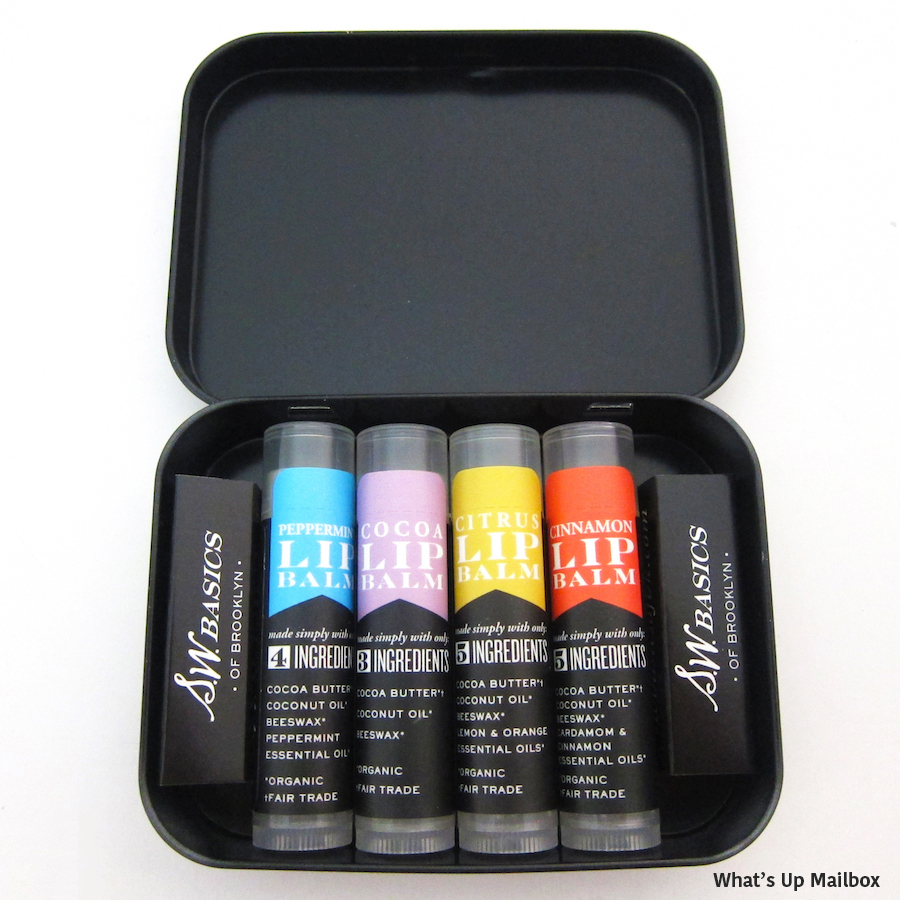 S.W. BASICS
• OF BROOKLYN •
PEPPERMIN
LIP
BALM
made simply with
4 INGREDIEN
COCOA BUTTER*
COCONUT OIL*
BEESWAX*
PEPPERMINT
ESSENTIAL OIL*
*ORGANIC
†FAIR TRADE
COCOA
LIP
BALM
made simply with only:
3 INGREDIENTS
COCOA BUTTER*†
COCONUT OIL*
BEESWAX*
*ORGANIC
†FAIR TRADE
CITRUS
LIP
BALM
made simply with only:
5 INGREDIENTS
COCOA BUTTER*†
COCONUT OIL*
BEESWAX*
LEMON & ORANGE
ESSENTIAL OILS*
*ORGANIC
†FAIR TRADE
CINNAMON
LIP
BALM
made simply with only:
5 INGREDIENTS
COCOA BUTTER*†
COCONUT OIL*
BEESWAX*
CARDAMOM &
CINNAMON
ESSENTIAL OILS*
*ORGANIC
†FAIR TRADE
S.W. BASICS
• OF BROOKLYN •
What's Up Mailbox